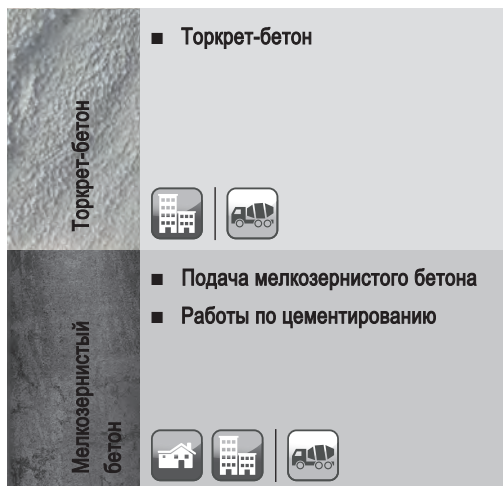 Торкрет-бетон
■ Торкрет-бетон
Мелкозернистый
бетон
■ Подача мелкозернистого бетона
■ Работы по цементированию